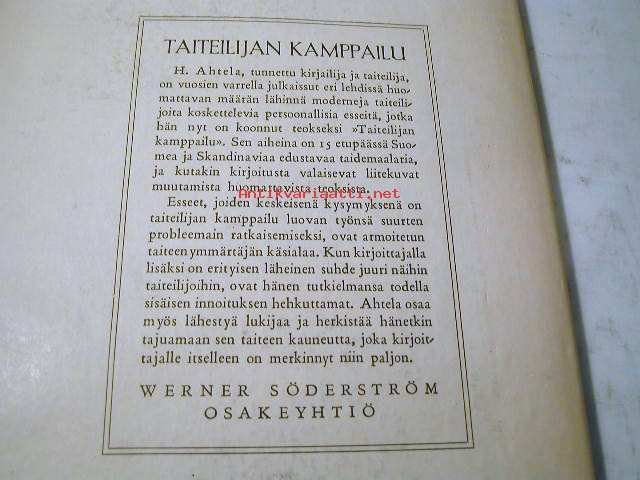 TAITEILIJAN KAMPPAILU
H. Ahtela, tunnettu kirjailija ja taiteilija,
on vuosien varrella julkaissut eri lehdissä huo-
mattavan määrän lähinnä moderneja taiteili-
joita koskettelevia persoonallisia esseitä, jotka
hän nyt on koonnut teokseksi »Taiteilijan
kamppailu». Sen aiheina on 15 etupäässä Suo-
mea ja Skandinaviaa edustavaa taidemaalaria,
ja kutakin kirjoitusta valaisevat liitekuvat
muutamista huomattavista teoksista.
Antikvariaatti.net
Esseet, joiden keskeisenä kysymyksenä on
taiteilijan kamppailu luovan työnsä suurten
probleemain ratkaisemiseksi, ovat armoitetun
taiteenymmärtäjän käsialaa. Kun kirjoittajalla
lisäksi on erityisen läheinen suhde juuri näihin
taiteilijoihin, ovat hänen tutkielmansa todella
sisäisen innoituksen hehkuttamat. Ahtela osaa
myös lähestyä lukijaa ja herkistää hänetkin
tajuamaan sen taiteen kauneutta, joka kirjoit-
tajalle itselleen on merkinnyt niin paljon.
WERNER SÖDERSTRÖM
OSAKEYHTIÖ